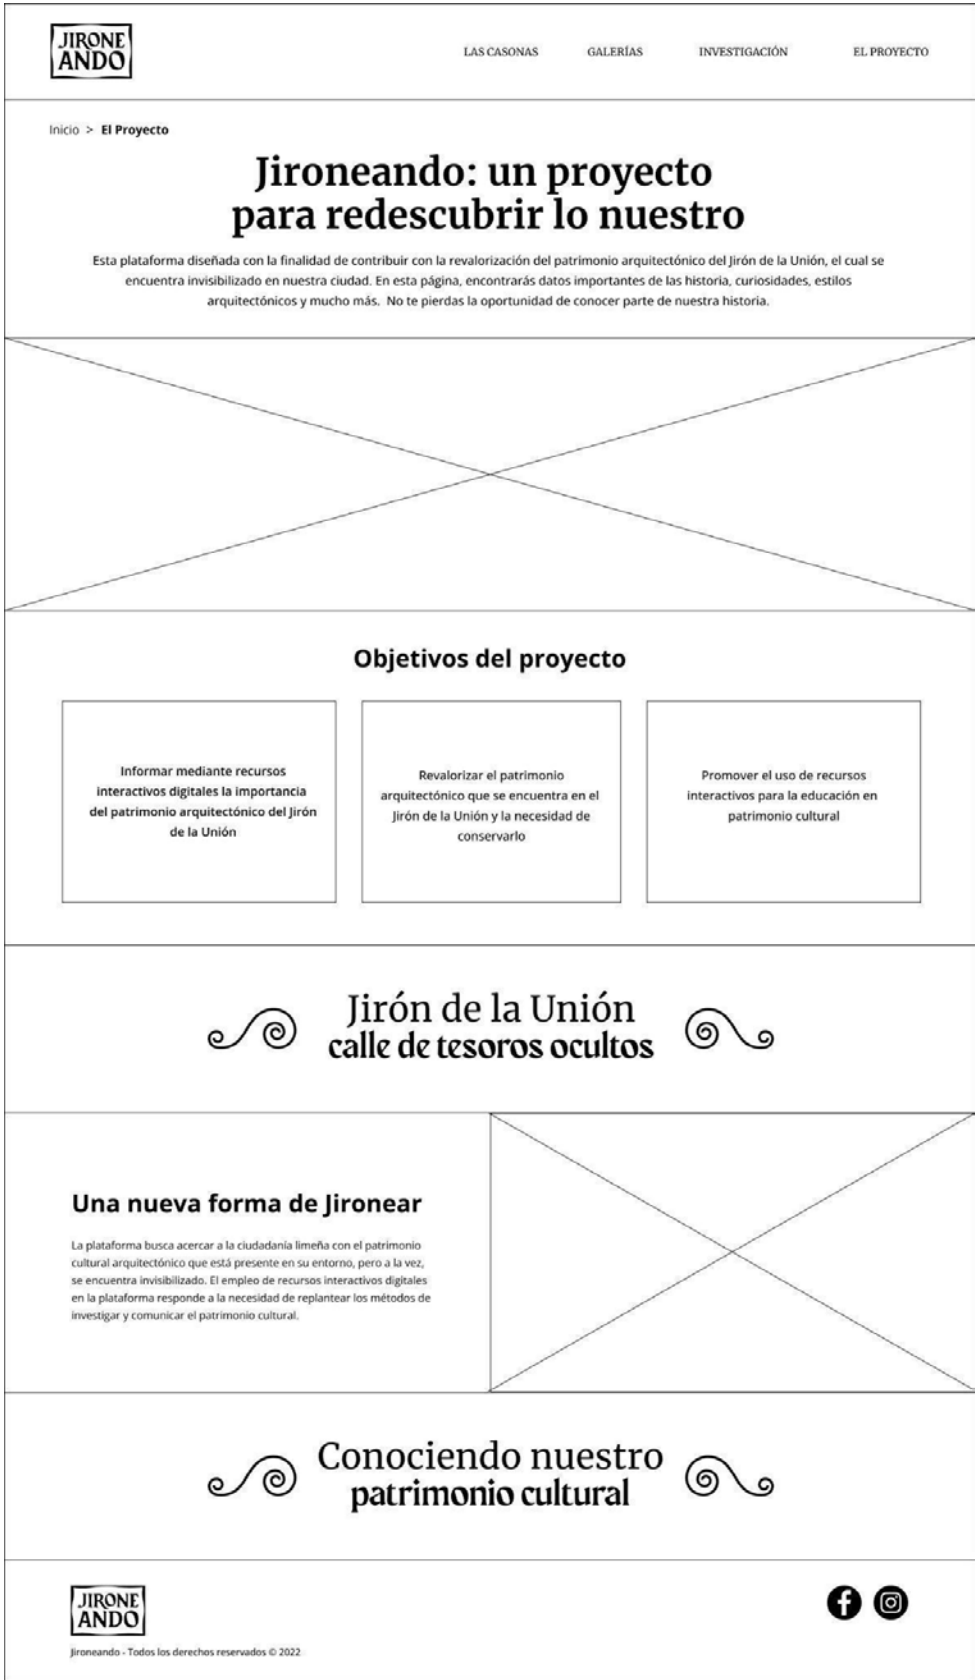 JIRONE
ANDO
LAS CASONAS GALERÍAS INVESTIGACIÓN EL PROYECTO
Inicio > El Proyecto
Jironeando: un proyecto
para redescubrir lo nuestro
Esta plataforma diseñada con la finalidad de contribuir con la revalorización del patrimonio arquitectónico del Jirón de la Unión, el cual se
encuentra invisibilizado en nuestra ciudad. En esta página, encontrarás datos importantes de las historia, curiosidades, estilos
arquitectónicos y mucho más. No te pierdas la oportunidad de conocer parte de nuestra historia.
Objetivos del proyecto
Informar mediante recursos
interactivos digitales la importancia
del patrimonio arquitectónico del Jirón
de la Unión
Revalorizar el patrimonio
arquitectónico que se encuentra en el
Jirón de la Unión y la necesidad de
conservarlo
Promover el uso de recursos
interactivos para la educación en
patrimonio cultural
Jirón de la Unión
calle de tesoros ocultos
Una nueva forma de Jironear
La plataforma busca acercar a la ciudadanía limeña con el patrimonio
cultural arquitectónico que está presente en su entorno, pero a la vez,
se encuentra invisibilizado. El empleo de recursos interactivos digitales
en la plataforma responde a la necesidad de replantear los métodos de
investigar y comunicar el patrimonio cultural.
Conociendo nuestro
patrimonio cultural
JIRONE
ANDO
Jironeando - Todos los derechos reservados © 2022